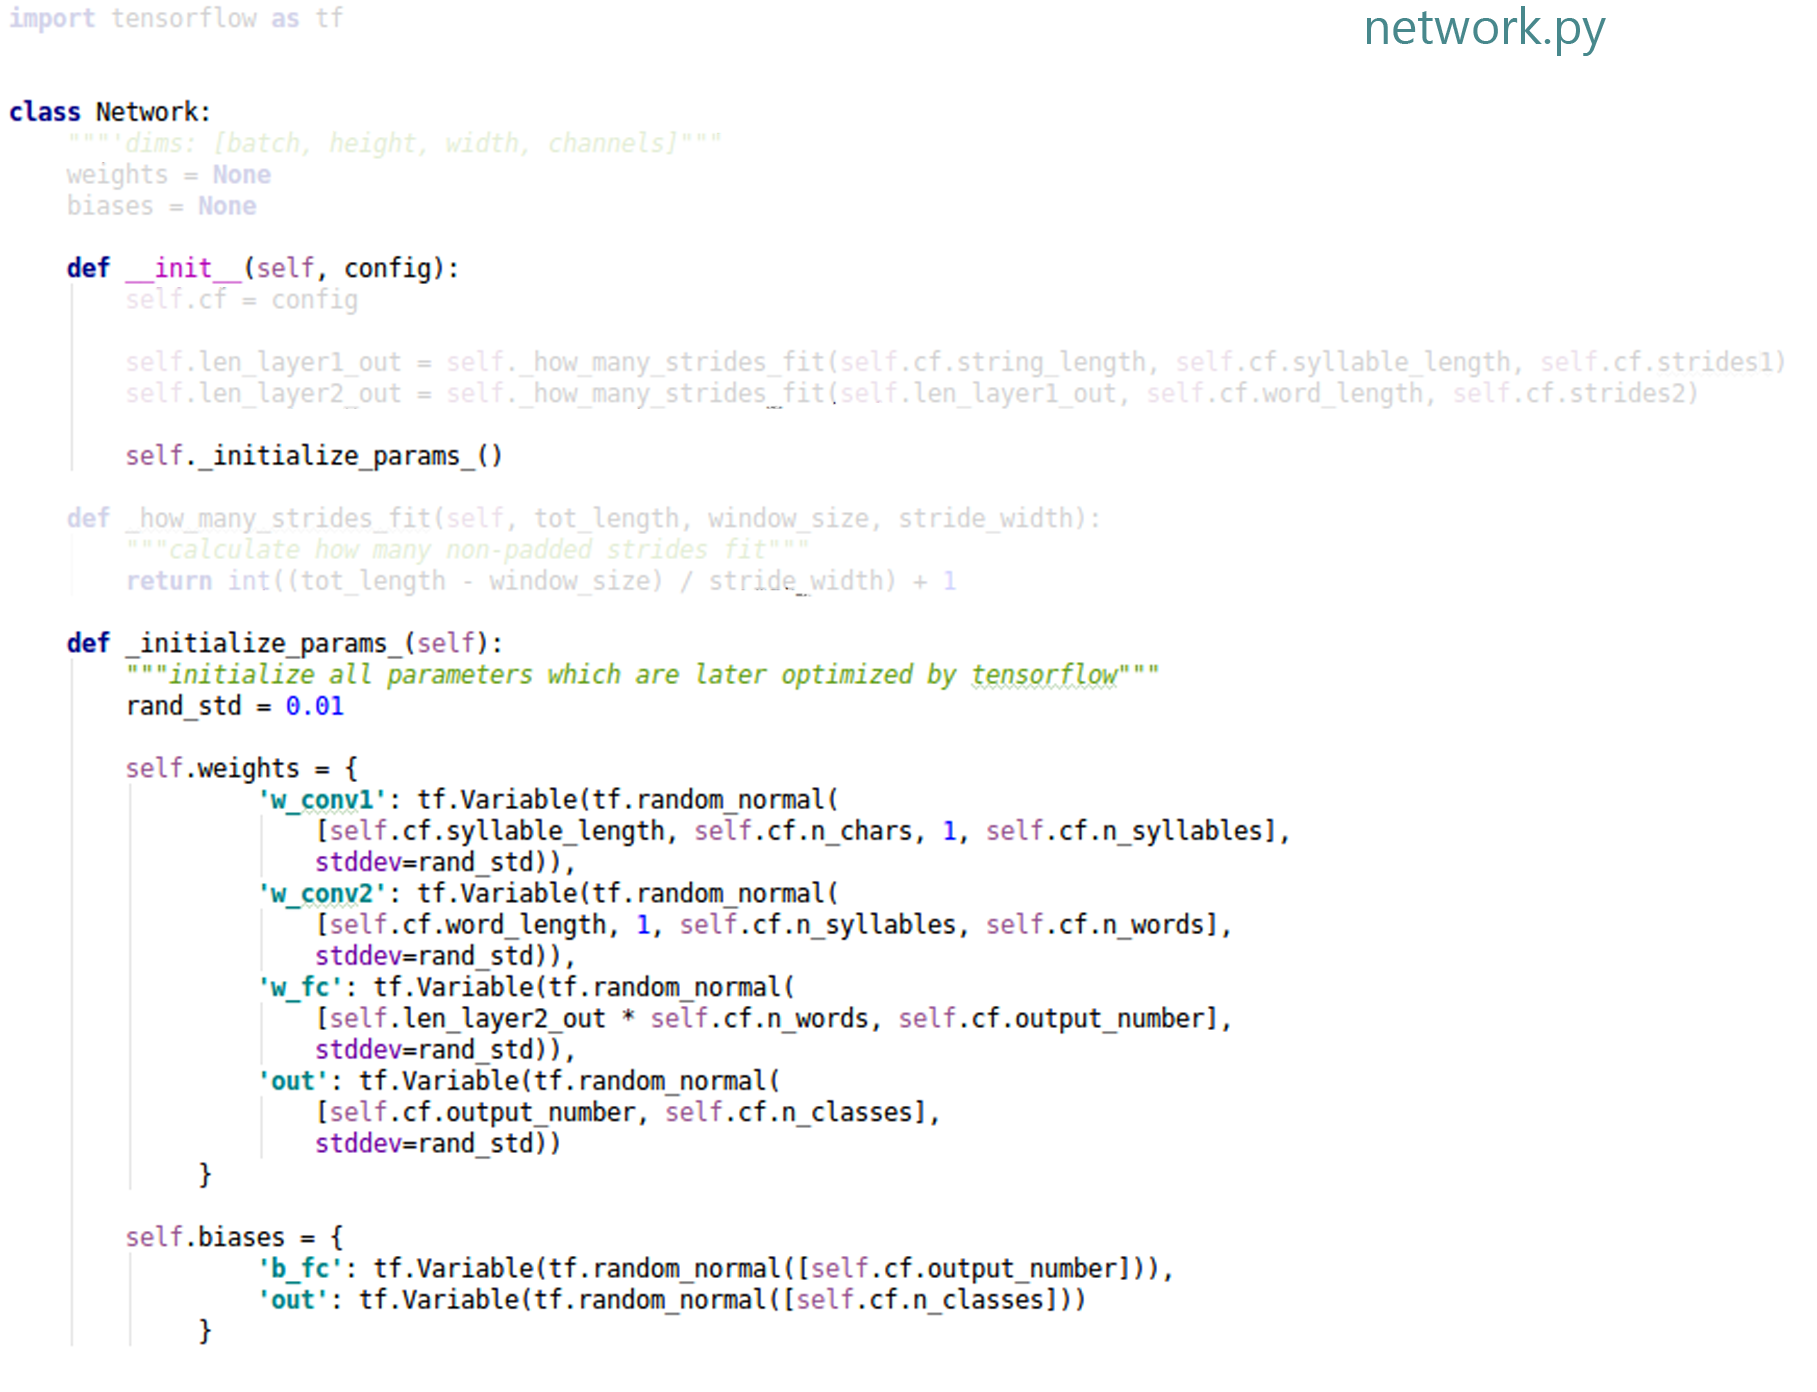 import tensorflow as tf
network.py
class Network:
    """'dims: [batch, height, width, channels]"""
    weights = None
    biases = None
    def __init__(self, config):
        self.cf = config
        self.len_layer1_out = self._how_many_strides_fit(self.cf.string_length, self.cf.syllable_length, self.cf.strides1)
        self.len_layer2_out = self._how_many_strides_fit(self.len_layer1_out, self.cf.word_length, self.cf.strides2)
        self._initialize_params_()
    def _how_many_strides_fit(self, tot_length, window_size, stride_width):
        """calculate how many non-padded strides fit"""
        return int((tot_length - window_size) / stride_width) + 1
    def _initialize_params_(self):
        """initialize all parameters which are later optimized by tensorflow"""
        rand_std = 0.01
        self.weights = {
                 'w_conv1': tf.Variable(tf.random_normal(
                     [self.cf.syllable_length, self.cf.n_chars, 1, self.cf.n_syllables],
                     stddev=rand_std)),
                 'w_conv2': tf.Variable(tf.random_normal(
                     [self.cf.word_length, 1, self.cf.n_syllables, self.cf.n_words],
                     stddev=rand_std)),
                 'w_fc': tf.Variable(tf.random_normal(
                     [self.len_layer2_out * self.cf.n_words, self.cf.output_number],
                     stddev=rand_std)),
                 'out': tf.Variable(tf.random_normal(
                     [self.cf.output_number, self.cf.n_classes],
                     stddev=rand_std))
             }
        self.biases = {
                 'b_fc': tf.Variable(tf.random_normal([self.cf.output_number])),
                 'out': tf.Variable(tf.random_normal([self.cf.n_classes]))
             }